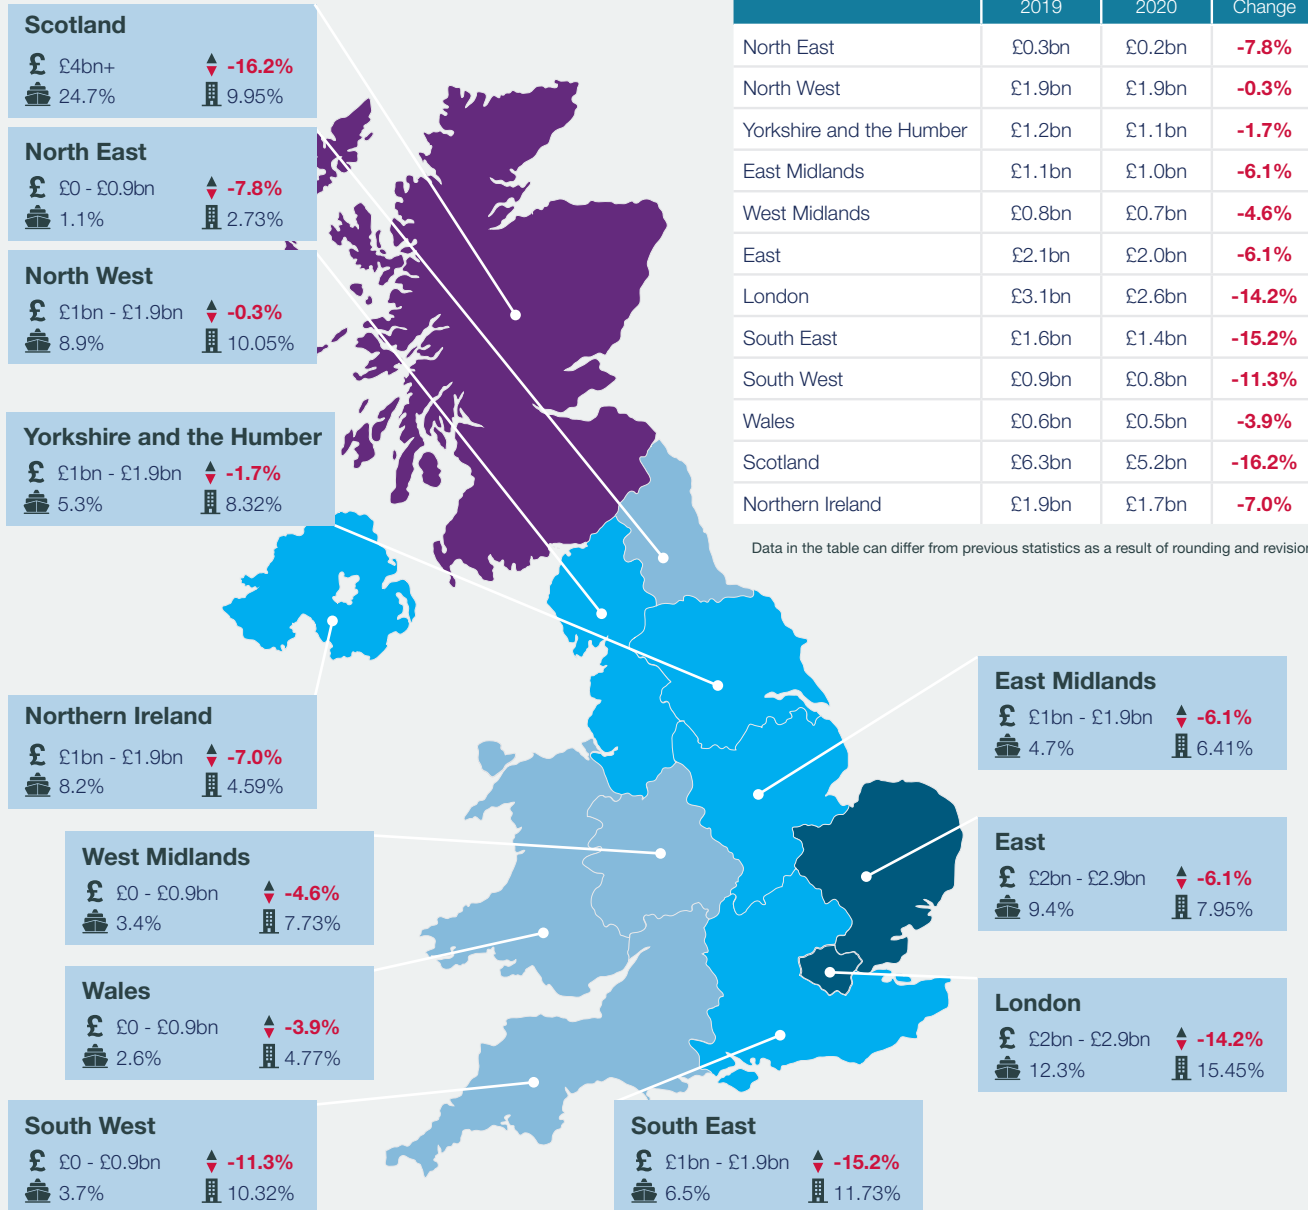 Scotland
£ £4bn+ -16.2%
24.7% 9.95%
North East
£ £0 - £0.9bn -7.8%
1.1% 2.73%
North West
£ £1bn - £1.9bn -0.3%
8.9% 10.05%
Yorkshire and the Humber
£ £1bn - £1.9bn -1.7%
5.3% 8.32%
Northern Ireland
£ £1bn - £1.9bn -7.0%
8.2% 4.59%
West Midlands
£ £0 - £0.9bn -4.6%
3.4% 7.73%
Wales
£ £0 - £0.9bn -3.9%
2.6% 4.77%
South West
£ £0 - £0.9bn -11.3%
3.7% 10.32%
South East
£ £1bn - £1.9bn -15.2%
6.5% 11.73%
2019 2020 Change
North East £0.3bn £0.2bn -7.8%
North West £1.9bn £1.9bn -0.3%
Yorkshire and the Humber £1.2bn £1.1bn -1.7%
East Midlands £1.1bn £1.0bn -6.1%
West Midlands £0.8bn £0.7bn -4.6%
East £2.1bn £2.0bn -6.1%
London £3.1bn £2.6bn -14.2%
South East £1.6bn £1.4bn -15.2%
South West £0.9bn £0.8bn -11.3%
Wales £0.6bn £0.5bn -3.9%
Scotland £6.3bn £5.2bn -16.2%
Northern Ireland £1.9bn £1.7bn -7.0%
Data in the table can differ from previous statistics as a result of rounding and revision
East Midlands
£ £1bn - £1.9bn -6.1%
4.7% 6.41%
East
£ £2bn - £2.9bn -6.1%
9.4% 7.95%
London
£ £2bn - £2.9bn -14.2%
12.3% 15.45%